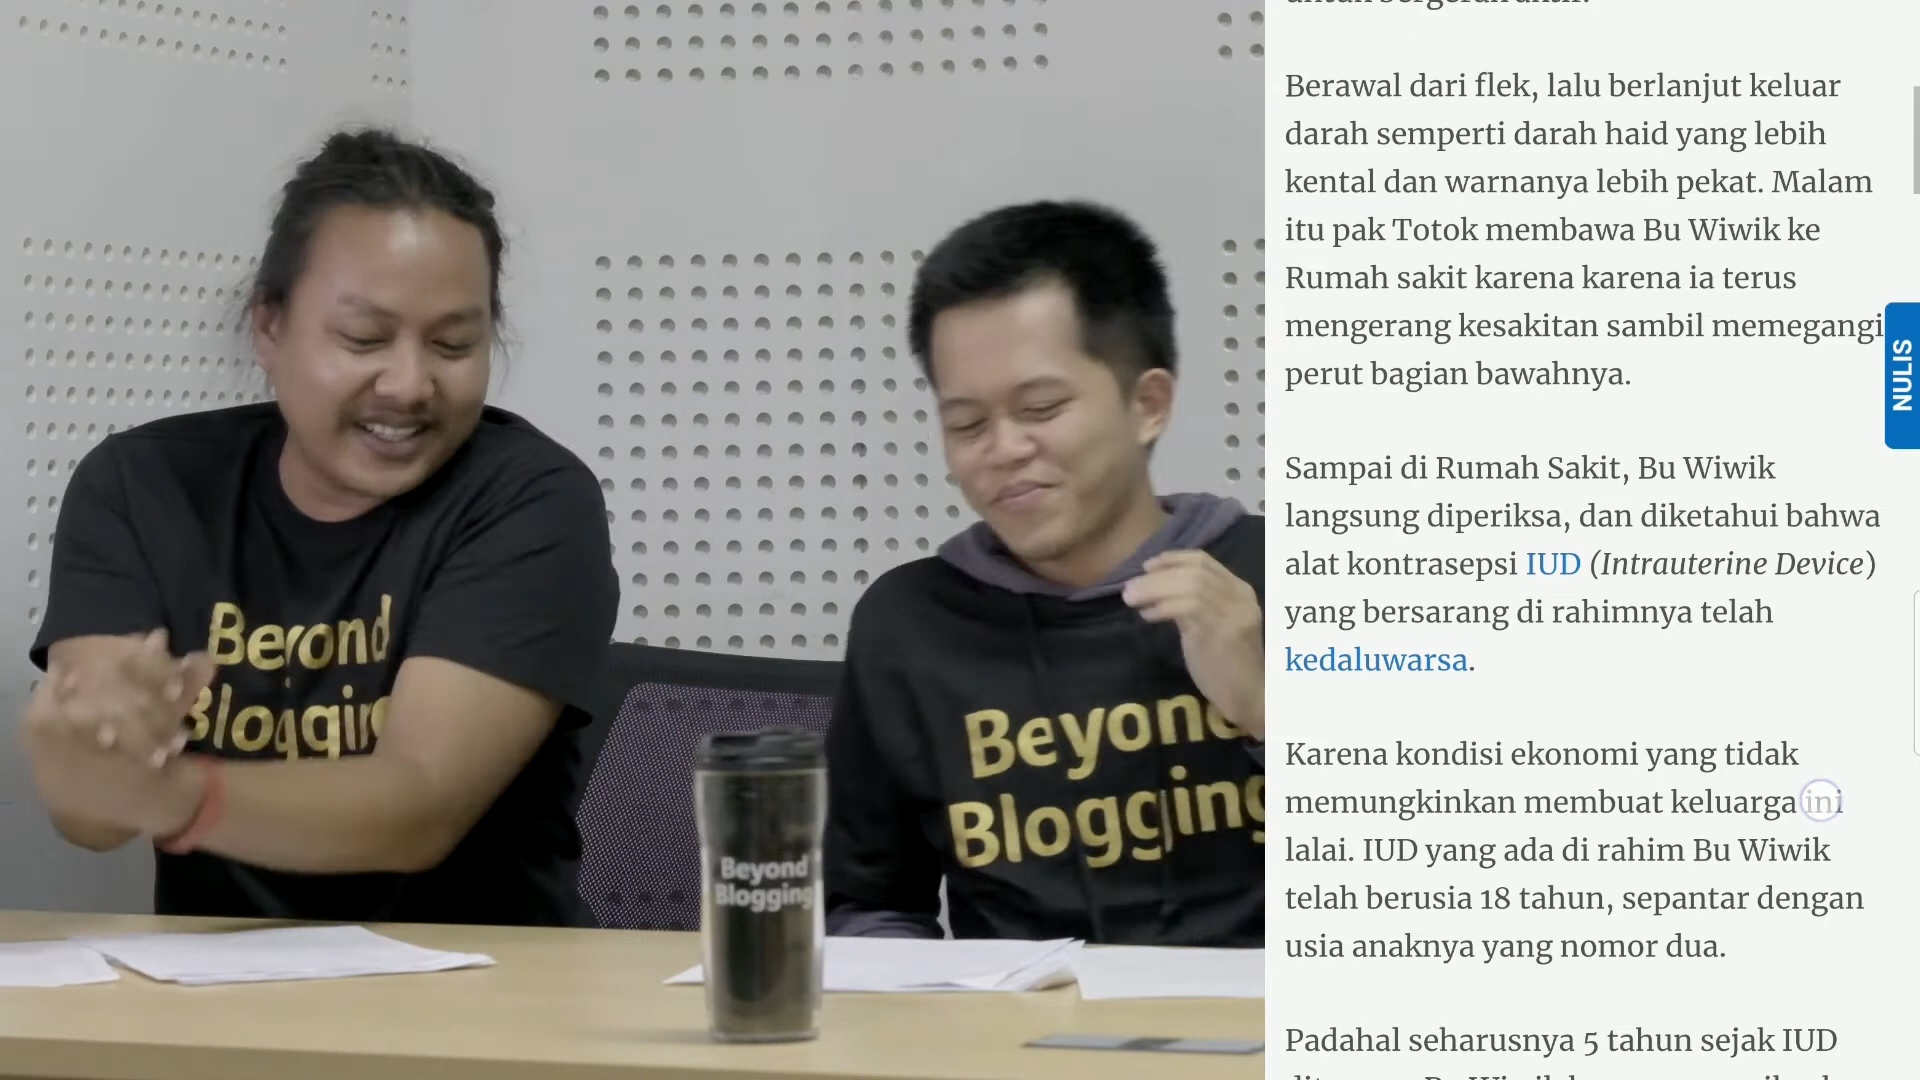 Berawal dari flek, lalu berlanjut keluar
darah semperti darah haid yang lebih
kental dan warnanya lebih pekat. Malam
itu pak Totok membawa Bu Wiwik ke
Rumah sakit karena karena ia terus
mengerang kesakitan sambil memegangi
perut bagian bawahnya.
Sampai di Rumah Sakit, Bu Wiwik
langsung diperiksa, dan diketahui bahwa
alat kontrasepsi IUD (Intrauterine Device)
yang bersarang di rahimnya telah
kedaluwarsa.
Karena kondisi ekonomi yang tidak
memungkinkan membuat keluarga ini
lalai. IUD yang ada di rahim Bu Wiwik
telah berusia 18 tahun, sepantar dengan
usia anaknya yang nomor dua.
Padahal seharusnya 5 tahun sejak IUD
NULIS
Beyond
Blogging
Beyond
Blogging
Beyond
Blogging